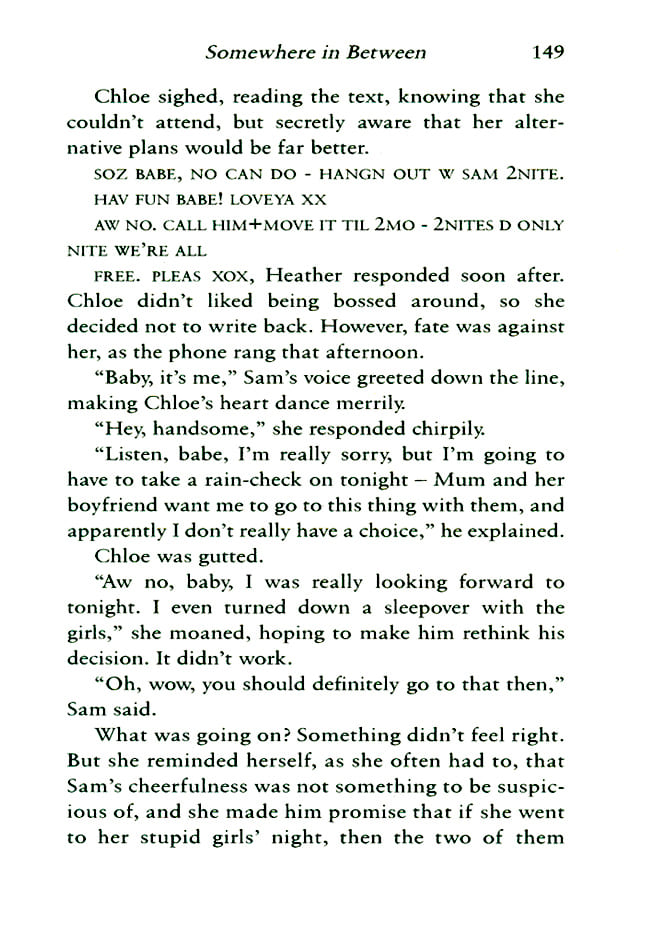 Somewhere in Between 149
Chloe sighed, reading the text, knowing that she
couldn't attend, but secretly aware that her alter-
native plans would be far better.
SOZ BABE, NO CAN DO - HANGN OUT W SAM 2NITE.
HAV FUN BABE! LOVEYA XX
AW NO. CALL HIM+MOVE IT TIL 2MO - 2NITES D ONLY
NITE WE'RE ALL
FREE. PLEAS XOX, Heather responded soon after.
Chloe didn't liked being bossed around, so she
decided not to write back. However, fate was against
her, as the phone rang that afternoon.
"Baby, it's me," Sam's voice greeted down the line,
making Chloe's heart dance merrily.
"Hey, handsome," she responded chirpily.
"Listen, babe, I'm really sorry, but I'm going to
have to take a rain-check on tonight – Mum and her
boyfriend want me to go to this thing with them, and
apparently I don't really have a choice," he explained.
Chloe was gutted.
"Aw no, baby, I was really looking forward to
tonight. I even turned down a sleepover with the
girls," she moaned, hoping to make him rethink his
decision. It didn't work.
"Oh, wow, you should definitely go to that then,"
Sam said.
What was going on? Something didn't feel right.
But she reminded herself, as she often had to, that
Sam's cheerfulness was not something to be suspic-
ious of, and she made him promise that if she went
to her stupid girls' night, then the two of them